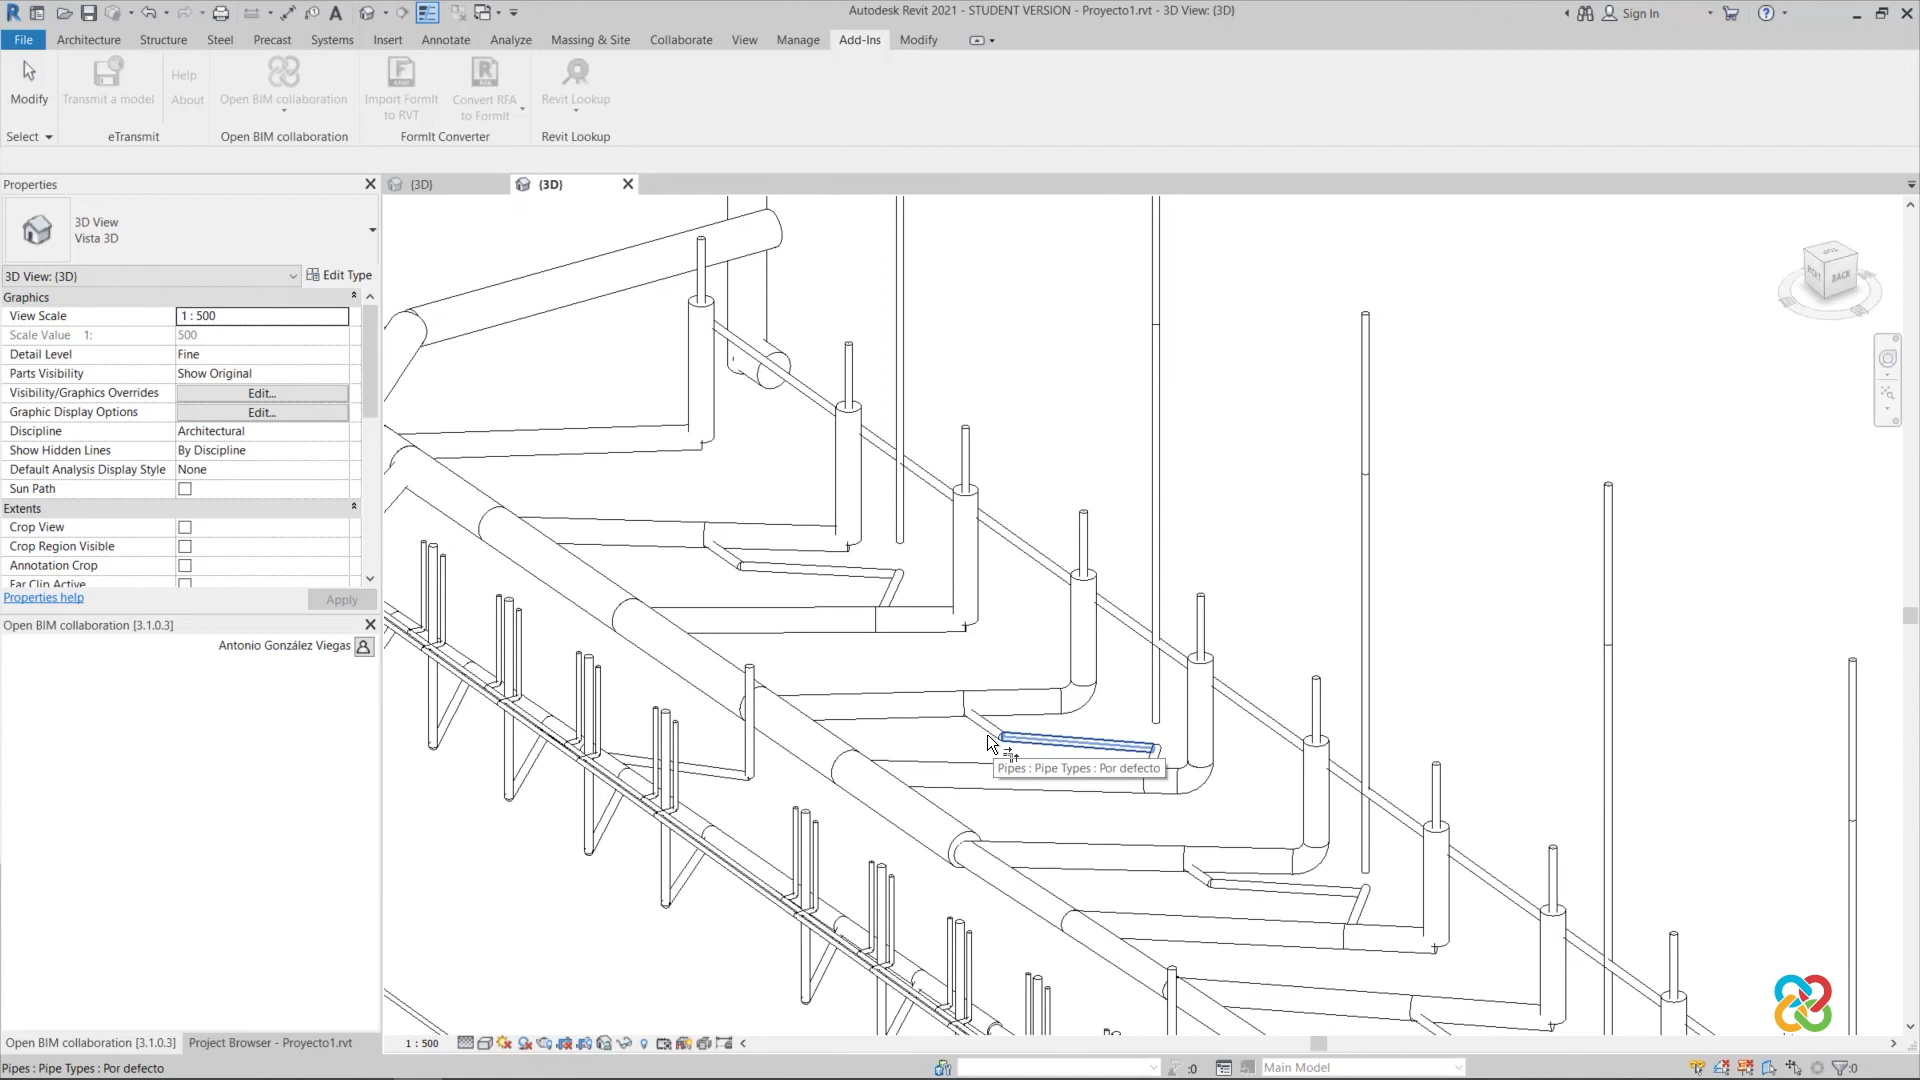 Autodesk Revit 2021 - STUDENT VERSION - Proyecto1.rvt - 3D View: {3D}
Sign In
File Architecture Structure Steel Precast Systems Insert Annotate Analyze Massing & Site Collaborate View Manage Add-Ins Modify
Modify
Transmit a model
Help
About
Open BIM collaboration
Import FormIt
to RVT
Convert RFA
to FormIt
Revit Lookup
Select
eTransmit
Open BIM collaboration
FormIt Converter
Revit Lookup
Properties
{3D}
{3D}
3D View
Vista 3D
3D View: {3D}
Edit Type
Graphics
View Scale 1 : 500
Scale Value 1: 500
Detail Level Fine
Parts Visibility Show Original
Visibility/Graphics Overrides Edit...
Graphic Display Options Edit...
Discipline Architectural
Show Hidden Lines By Discipline
Default Analysis Display Style None
Sun Path
Extents
Crop View
Crop Region Visible
Annotation Crop
Far Clip Active
Properties help
Apply
Open BIM collaboration [3.1.0.3]
Antonio González Viegas
TOP
BACK
Pipes : Pipe Types : Por defecto
Open BIM collaboration [3.1.0.3]
Project Browser - Proyecto1.rvt
1 : 500
Pipes : Pipe Types : Por defecto
:0
Main Model
:0